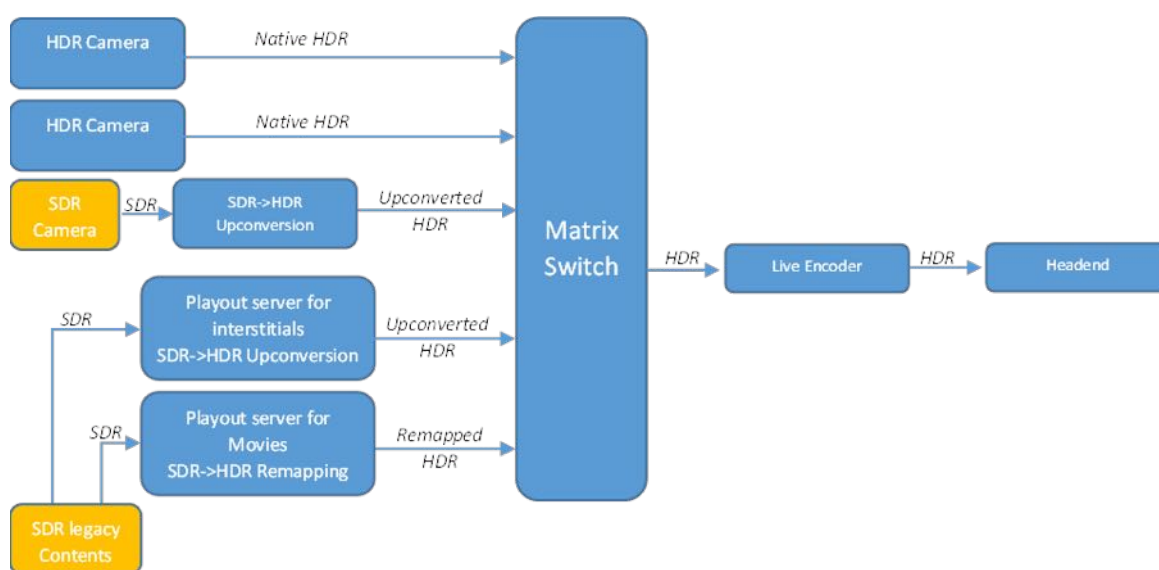 HDR Camera
Native HDR
HDR Camera
Native HDR
SDR
Camera
SDR
SDR->HDR
Upconversion
Upconverted
HDR
Matrix
Switch
HDR
Live Encoder
HDR
Headend
SDR
Playout server for
interstitials
SDR->HDR Upconversion
Upconverted
HDR
SDR
Playout server for
Movies
SDR->HDR Remapping
Remapped
HDR
SDR legacy
Contents